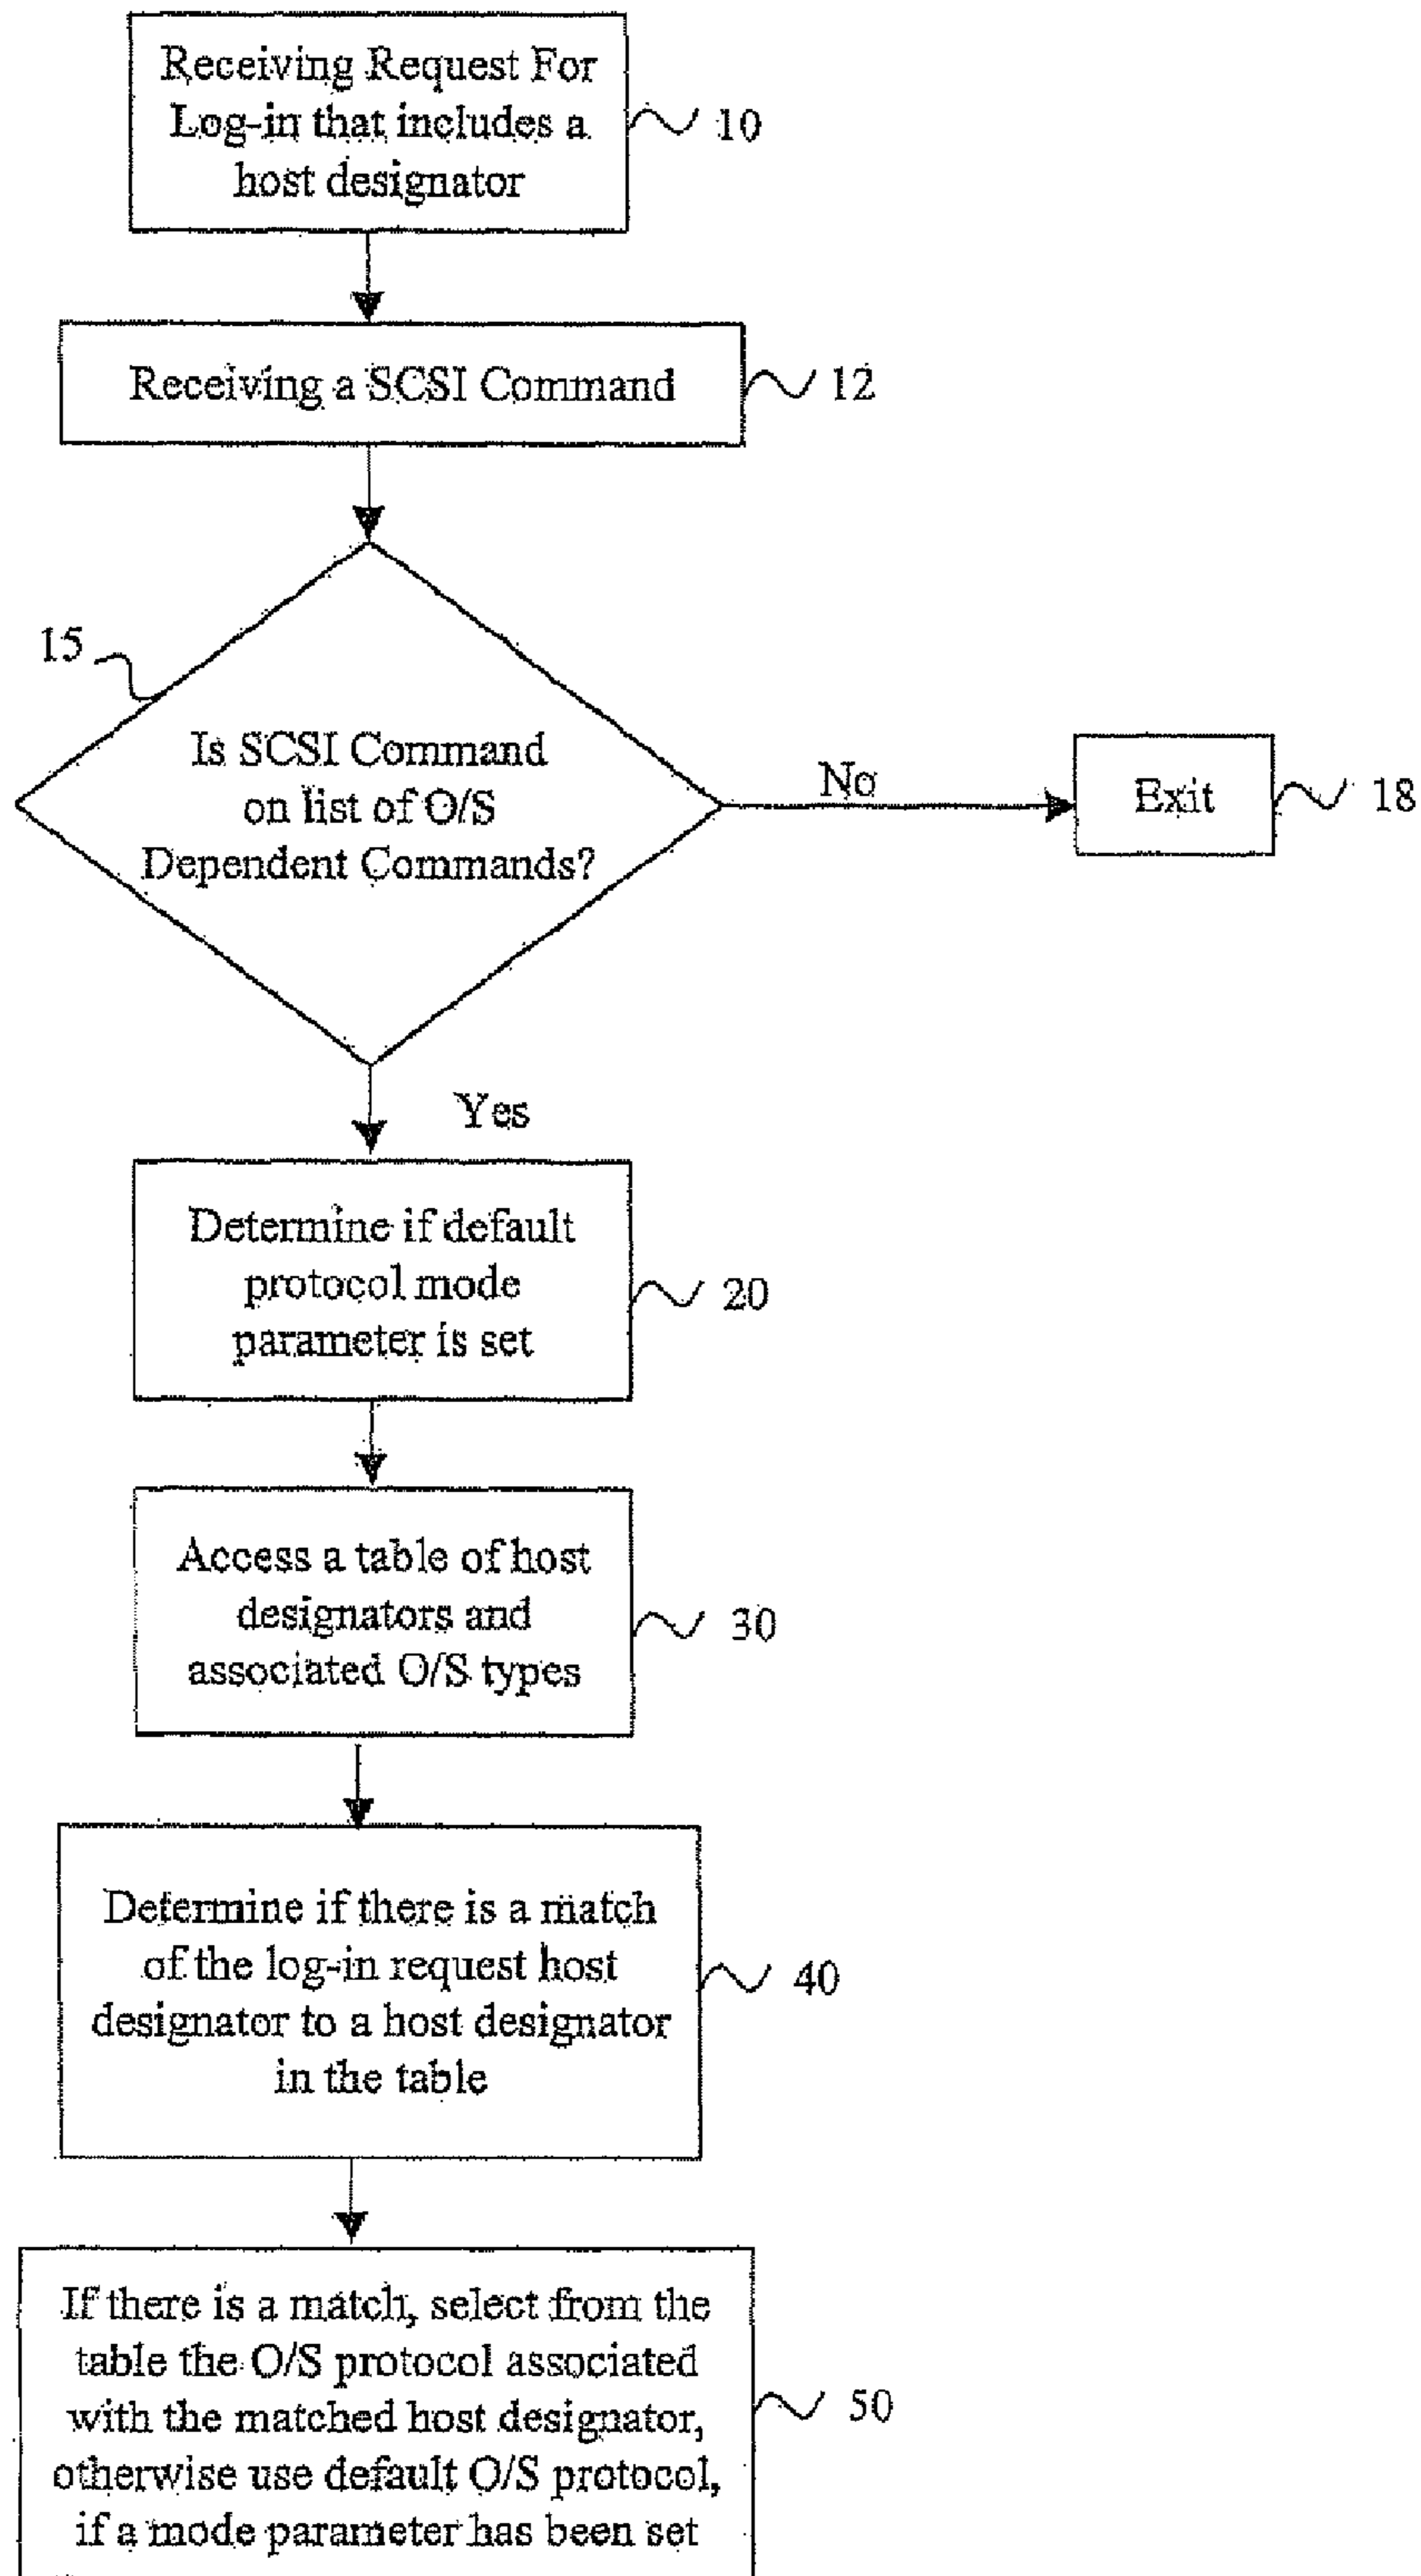 Receiving Request For
Log-in that includes a
host designator
10
Receiving a SCSI Command
12
15
Is SCSI Command
on list of O/S
Dependent Commands?
No
Exit
18
Yes
Determine if default
protocol mode
parameter is set
20
Access a table of host
designators and
associated O/S types
30
Determine if there is a match
of the log-in request host
designator to a host designator
in the table
40
If there is a match, select from the
table the O/S protocol associated
with the matched host designator,
otherwise use default O/S protocol,
if a mode parameter has been set
50